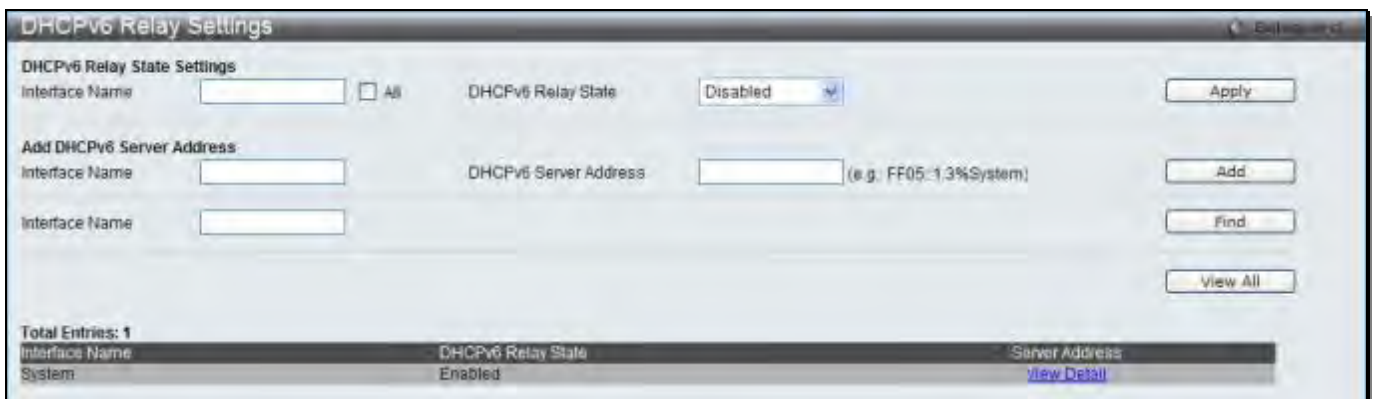 DHCPv6 Relay Settings
DHCPv6 Relay State Settings
Interface Name All DHCPv6 Relay State Disabled Apply
Add DHCPv6 Server Address
Interface Name DHCPv6 Server Address (e.g.: FF05::1:3%System) Add
Interface Name Find
View All
Total Entries: 1
Interface Name DHCPv6 Relay State Server Address
System Enabled View Detail